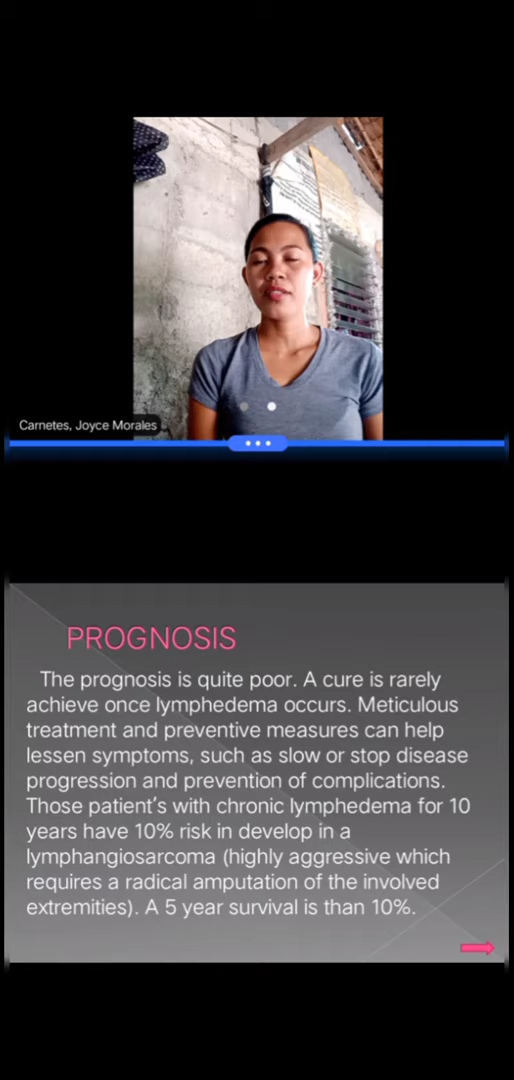 Carnetes, Joyce Morales
PROGNOSIS
The prognosis is quite poor. A cure is rarely
achieve once lymphedema occurs. Meticulous
treatment and preventive measures can help
lessen symptoms, such as slow or stop disease
progression and prevention of complications.
Those patient's with chronic lymphedema for 10
years have 10% risk in develop in a
lymphangiosarcoma (highly aggressive which
requires a radical amputation of the involved
extremities). A 5 year survival is than 10%.